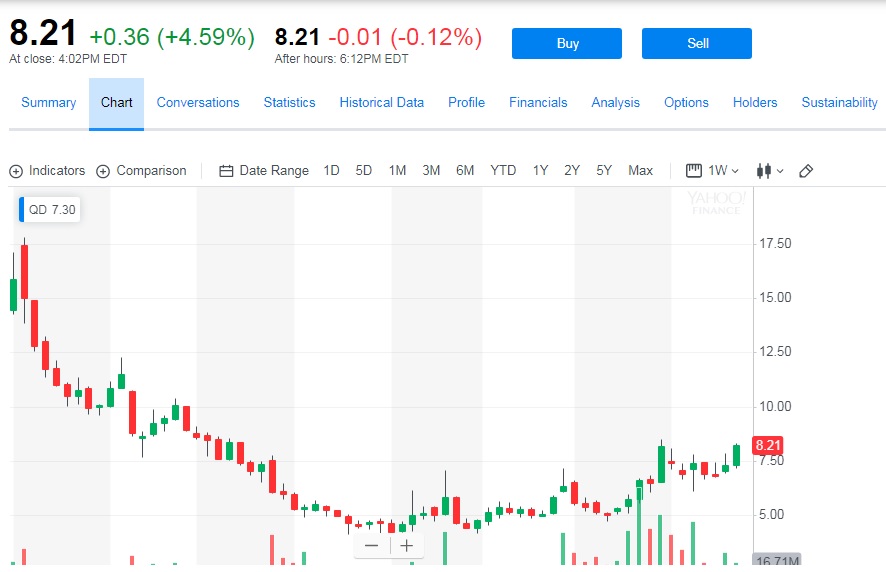 8.21 +0.36 (+4.59%) 8.21 -0.01 (-0.12%) Buy Sell
At close: 4:02PM EDT After hours: 6:12PM EDT
Summary Chart Conversations Statistics Historical Data Profile Financials Analysis Options Holders Sustainability
Indicators Comparison Date Range 1D 5D 1M 3M 6M YTD 1Y 2Y 5Y Max 1W
QD 7.30
YAHOO!
FINANCE
17.50
15.00
12.50
10.00
8.21
7.50
5.00
16.71M